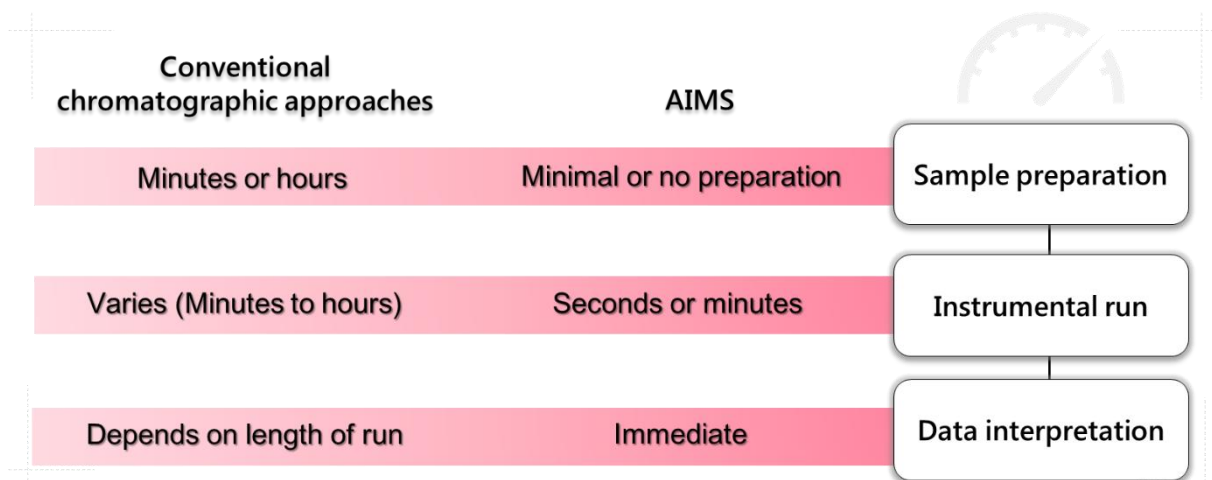 Conventional
chromatographic approaches
AIMS
Minutes or hours
Minimal or no preparation
Sample preparation
Varies (Minutes to hours)
Seconds or minutes
Instrumental run
Depends on length of run
Immediate
Data interpretation